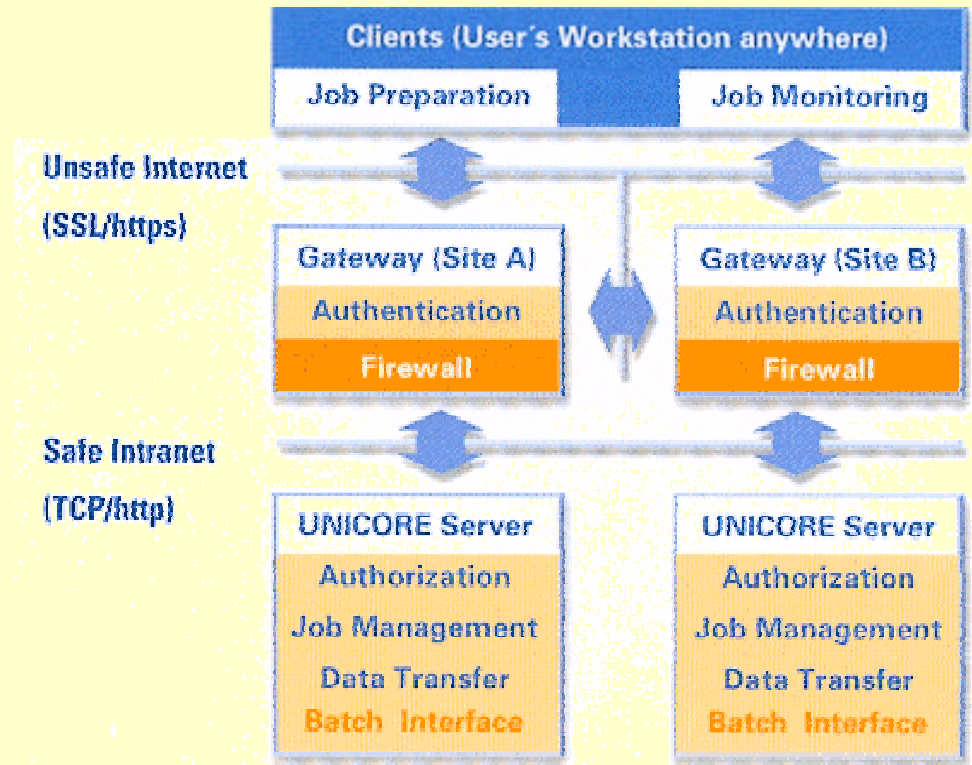 Clients (User´s Workstation anywhere)
Job Preparation
Job Monitoring
Unsafe Internet
(SSL/https)
Gateway (Site A)
Authentication
Firewall
Gateway (Site B)
Authentication
Firewall
Safe Intranet
(TCP/http)
UNICORE Server
Authorization
Job Management
Data Transfer
Batch Interface
UNICORE Server
Authorization
Job Management
Data Transfer
Batch Interface